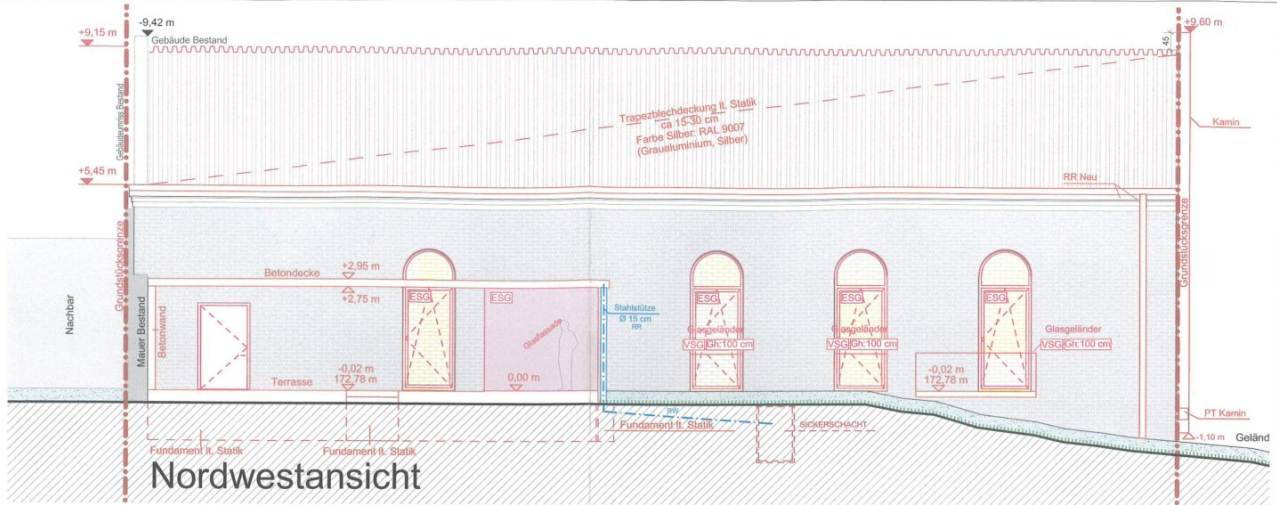 +9,15 m
-9,42 m
+9,60 m
Gebäude Bestand
45
Gebäudeumriss Bestand
Trapezblechdeckung lt. Statik
ca 15-30 cm
Farbe Silber: RAL 9007
(Graualuminium, Silber)
Kamin
+5,45 m
RR Neu
Grundstücksgrenze
Grundstücksgrenze
Nachbar
Mauer Bestand
Betonwand
Betondecke
+2,95 m
+2,75 m
ESG
ESG
ESG
ESG
ESG
Stahlstütze
Ø 15 cm
RR
Glasfassade
Glasgeländer
VSG Gh:100 cm
Glasgeländer
VSG Gh:100 cm
Glasgeländer
VSG Gh:100 cm
Terrasse
-0,02 m
172,78 m
0,00 m
-0,02 m
172,78 m
RW
PT Kamin
Fundament lt. Statik
SICKERSCHACHT
-1,10 m
Geländ
Fundament lt. Statik
Fundament lt. Statik
Nordwestansicht